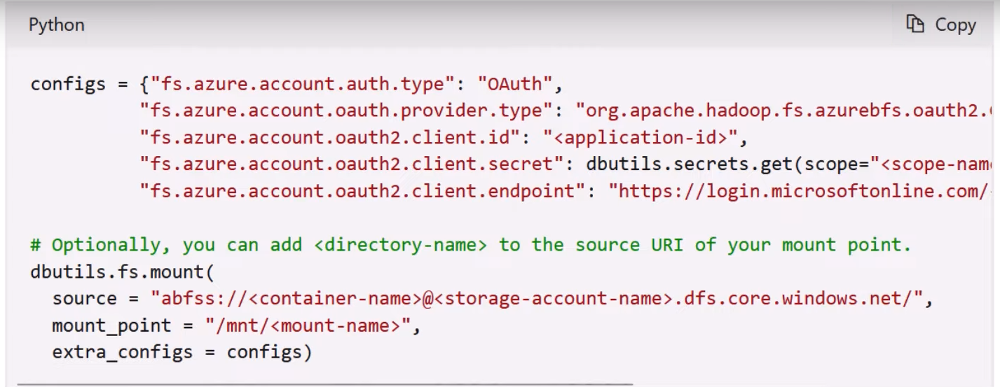 Python
Copy
configs = {"fs.azure.account.auth.type": "OAuth",
"fs.azure.account.oauth.provider.type": "org.apache.hadoop.fs.azurebfs.oauth2.
"fs.azure.account.oauth2.client.id": "<application-id>",
"fs.azure.account.oauth2.client.secret": dbutils.secrets.get(scope="<scope-nam
"fs.azure.account.oauth2.client.endpoint": "https://login.microsoftonline.com/
# Optionally, you can add <directory-name> to the source URI of your mount point.
dbutils.fs.mount(
source = "abfss://<container-name>@<storage-account-name>.dfs.core.windows.net/",
mount_point = "/mnt/<mount-name>",
extra_configs = configs)